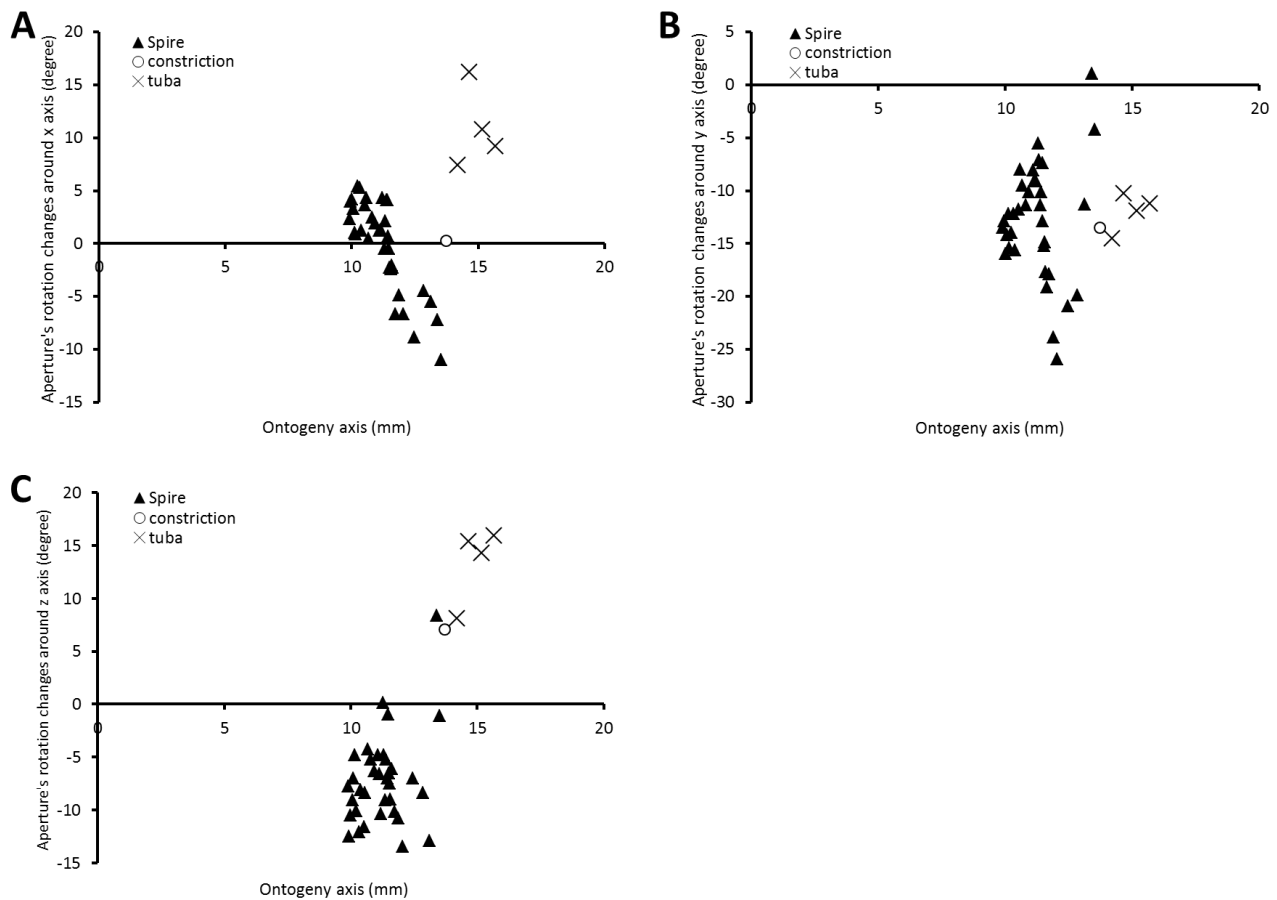 A
Aperture's rotation changes around x axis (degree)
Spire
constriction
tuba
20
15
10
5
0
-5
-10
-15
0
5
10
15
20
Ontogeny axis (mm)
B
Aperture's rotation changes around y axis (degree)
Spire
constriction
tuba
5
0
-5
-10
-15
-20
-25
-30
0
5
10
15
20
Ontogeny axis (mm)
C
Aperture's rotation changes around z axis (degree)
Spire
constriction
tuba
20
15
10
5
0
-5
-10
-15
0
5
10
15
20
Ontogeny axis (mm)